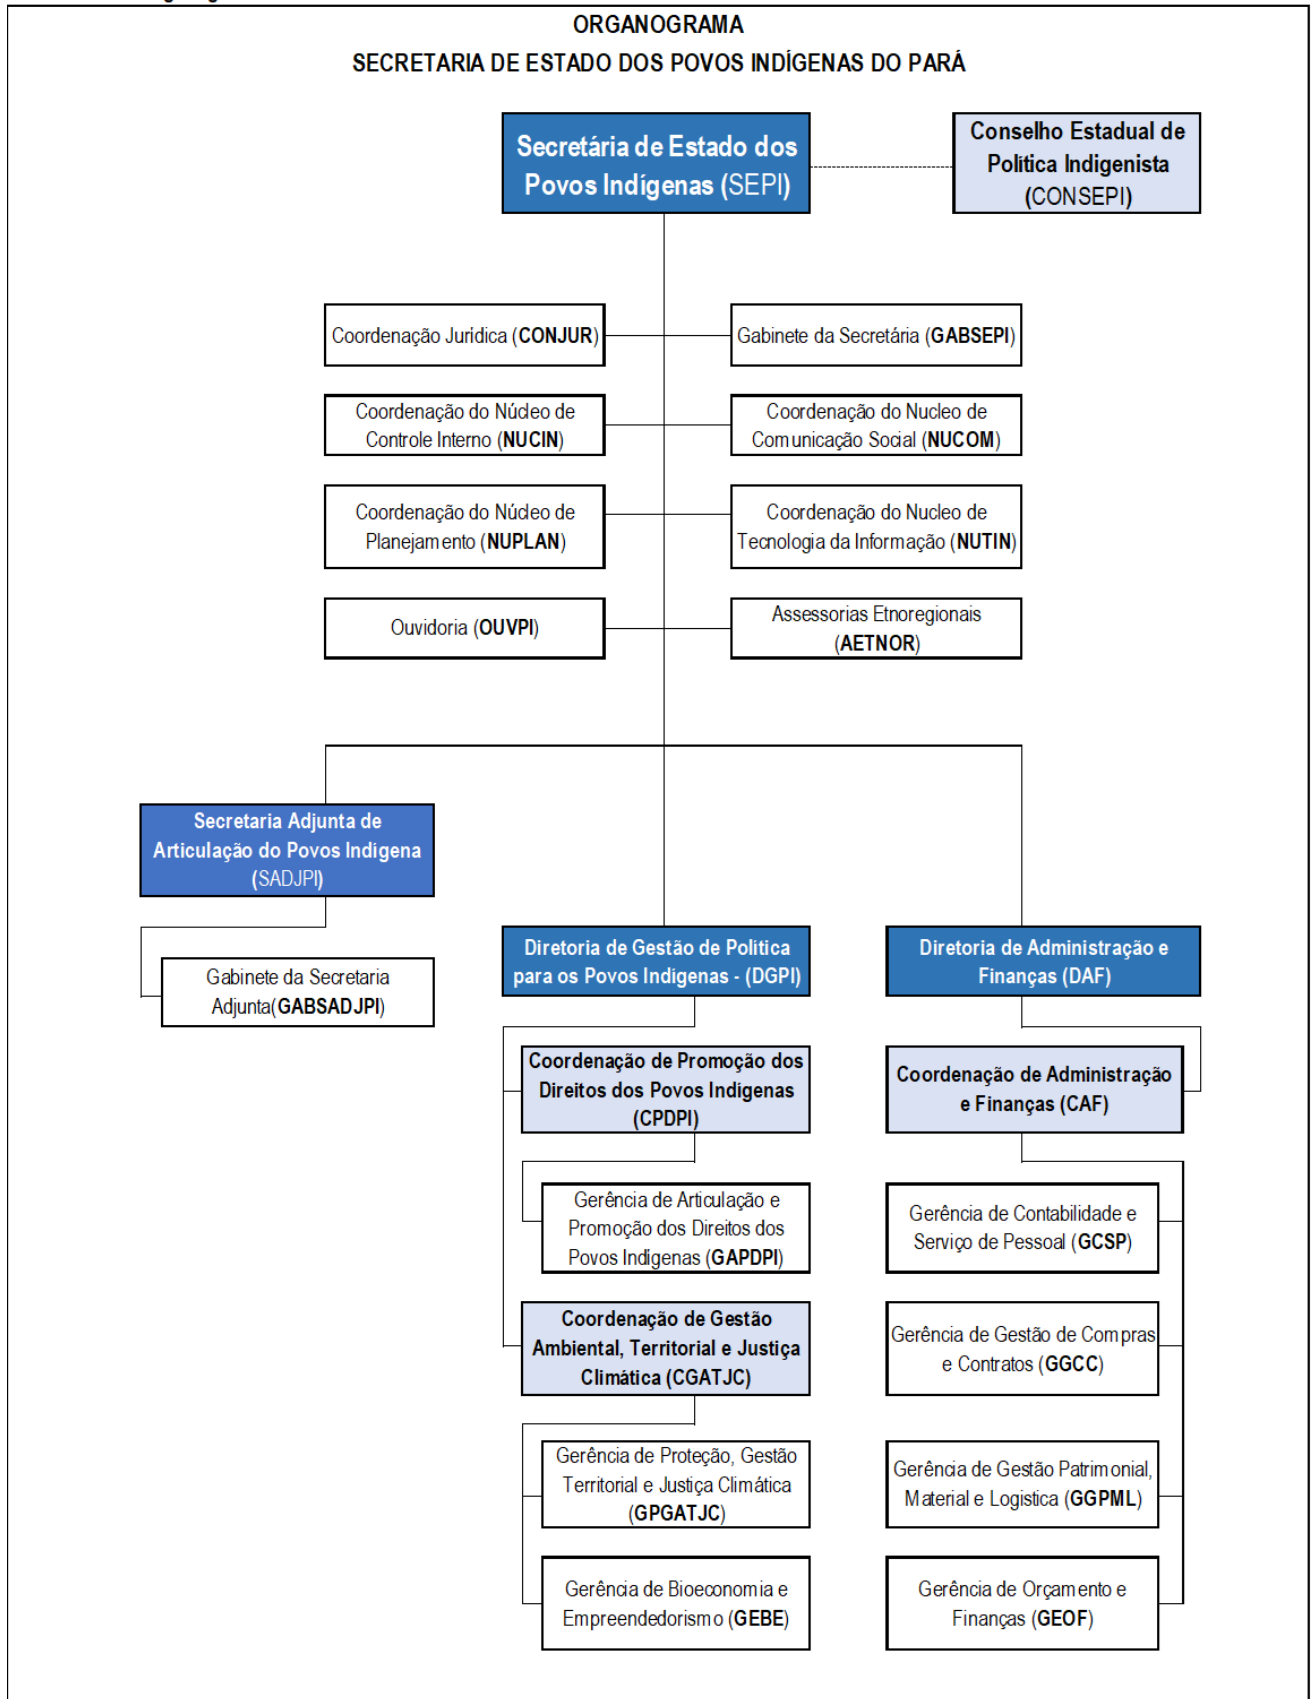 ORGANOGRAMA
SECRETARIA DE ESTADO DOS POVOS INDÍGENAS DO PARÁ
Secretária de Estado dos
Povos Indígenas (SEPI)
Conselho Estadual de
Política Indigenista
(CONSEPI)
Coordenação Jurídica (CONJUR)
Gabinete da Secretária (GABSEPI)
Coordenação do Núcleo de
Controle Interno (NUCIN)
Coordenação do Nucleo de
Comunicação Social (NUCOM)
Coordenação do Núcleo de
Planejamento (NUPLAN)
Coordenação do Nucleo de
Tecnologia da Informação (NUTIN)
Ouvidoria (OUVPI)
Assessorias Etnoregionais
(AETNOR)
Secretaria Adjunta de
Articulação do Povos Indígena
(SADJPI)
Gabinete da Secretaria
Adjunta(GABSADJPI)
Diretoria de Gestão de Politica
para os Povos Indígenas - (DGPI)
Coordenação de Promoção dos
Direitos dos Povos Indígenas
(CPDPI)
Gerência de Articulação e
Promoção dos Direitos dos
Povos Indígenas (GAPDPI)
Coordenação de Gestão
Ambiental, Territorial e Justiça
Climática (CGATJC)
Gerência de Proteção, Gestão
Territorial e Justiça Climática
(GPGATJC)
Gerência de Bioeconomia e
Empreendedorismo (GEBE)
Diretoria de Administração e
Finanças (DAF)
Coordenação de Administração
e Finanças (CAF)
Gerência de Contabilidade e
Serviço de Pessoal (GCSP)
Gerência de Gestão de Compras
e Contratos (GGCC)
Gerência de Gestão Patrimonial,
Material e Logistica (GGPML)
Gerência de Orçamento e
Finanças (GEOF)